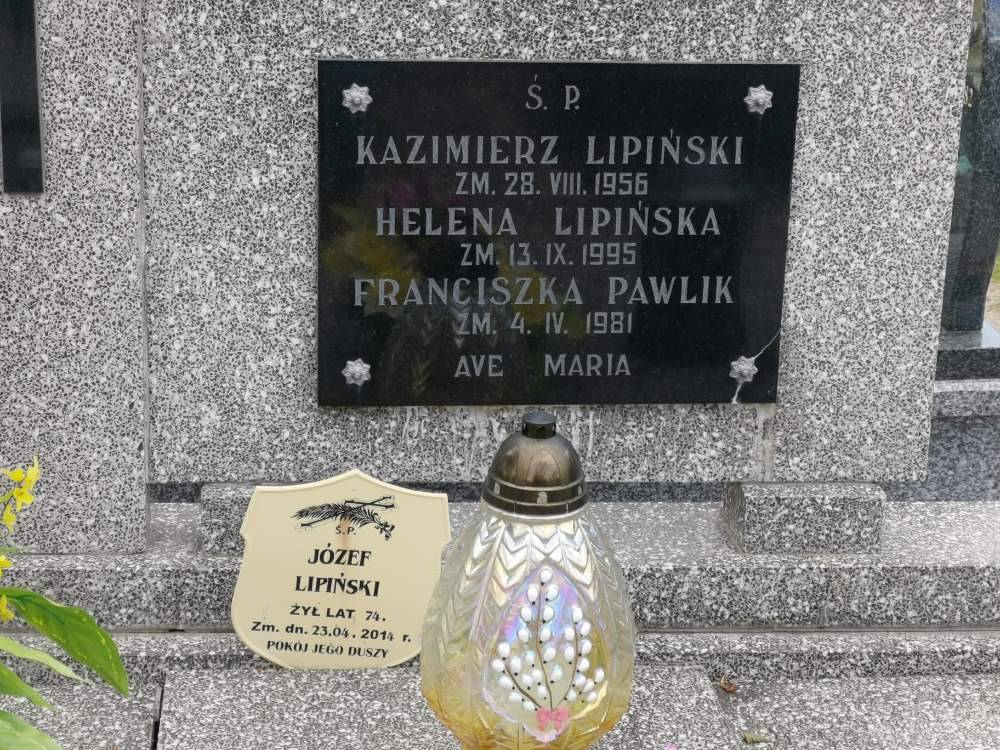 Ś. P.
KAZIMIERZ LIPIŃSKI
ZM. 28. VIII. 1956
HELENA LIPIŃSKA
ZM. 13. IX. 1995
FRANCISZKA PAWLIK
ZM. 4. IV. 1981
AVE MARIA
Ś.P.
JÓZEF
LIPIŃSKI
ŻYŁ LAT 74.
Zm. dn. 23.04.2014 r.
POKÓJ JEGO DUSZY